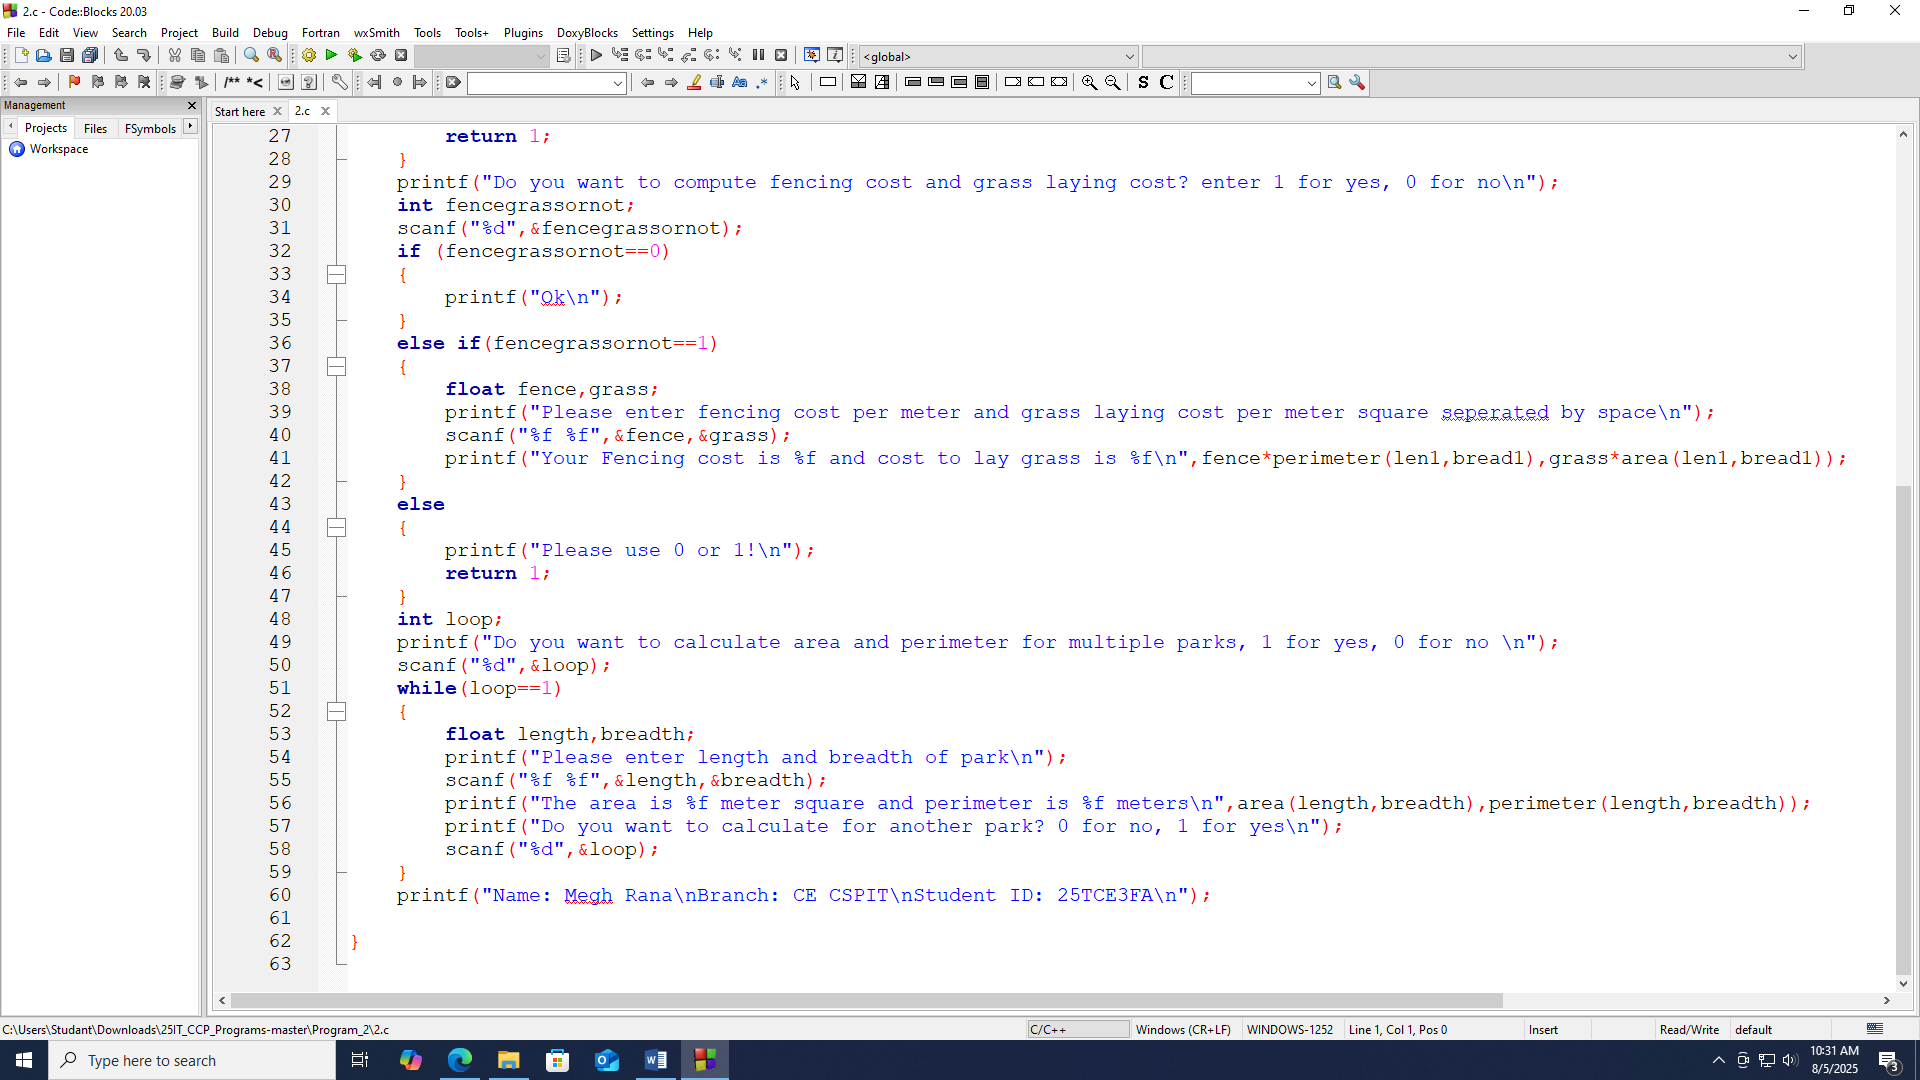 2.c - Code::Blocks 20.03
File Edit View Search Project Build Debug Fortran wxSmith Tools Tools+ Plugins DoxyBlocks Settings Help
<global>
/** *<
Aa .*
S C
Management
Projects Files FSymbols
Workspace
Start here 2.c
27 return 1;
28 }
29 printf("Do you want to compute fencing cost and grass laying cost? enter 1 for yes, 0 for no\n");
30 int fencegrassornot;
31 scanf("%d",&fencegrassornot);
32 if (fencegrassornot==0)
33 {
34 printf("Ok\n");
35 }
36 else if(fencegrassornot==1)
37 {
38 float fence,grass;
39 printf("Please enter fencing cost per meter and grass laying cost per meter square seperated by space\n");
40 scanf("%f %f",&fence,&grass);
41 printf("Your Fencing cost is %f and cost to lay grass is %f\n",fence*perimeter(len1,bread1),grass*area(len1,bread1));
42 }
43 else
44 {
45 printf("Please use 0 or 1!\n");
46 return 1;
47 }
48 int loop;
49 printf("Do you want to calculate area and perimeter for multiple parks, 1 for yes, 0 for no \n");
50 scanf("%d",&loop);
51 while(loop==1)
52 {
53 float length,breadth;
54 printf("Please enter length and breadth of park\n");
55 scanf("%f %f",&length,&breadth);
56 printf("The area is %f meter square and perimeter is %f meters\n",area(length,breadth),perimeter(length,breadth));
57 printf("Do you want to calculate for another park? 0 for no, 1 for yes\n");
58 scanf("%d",&loop);
59 }
60 printf("Name: Megh Rana\nBranch: CE CSPIT\nStudent ID: 25TCE3FA\n");
61
62 }
63
C:\Users\Studant\Downloads\25IT_CCP_Programs-master\Program_2\2.c C/C++ Windows (CR+LF) WINDOWS-1252 Line 1, Col 1, Pos 0 Insert Read/Write default
Type here to search
10:31 AM
8/5/2025
3